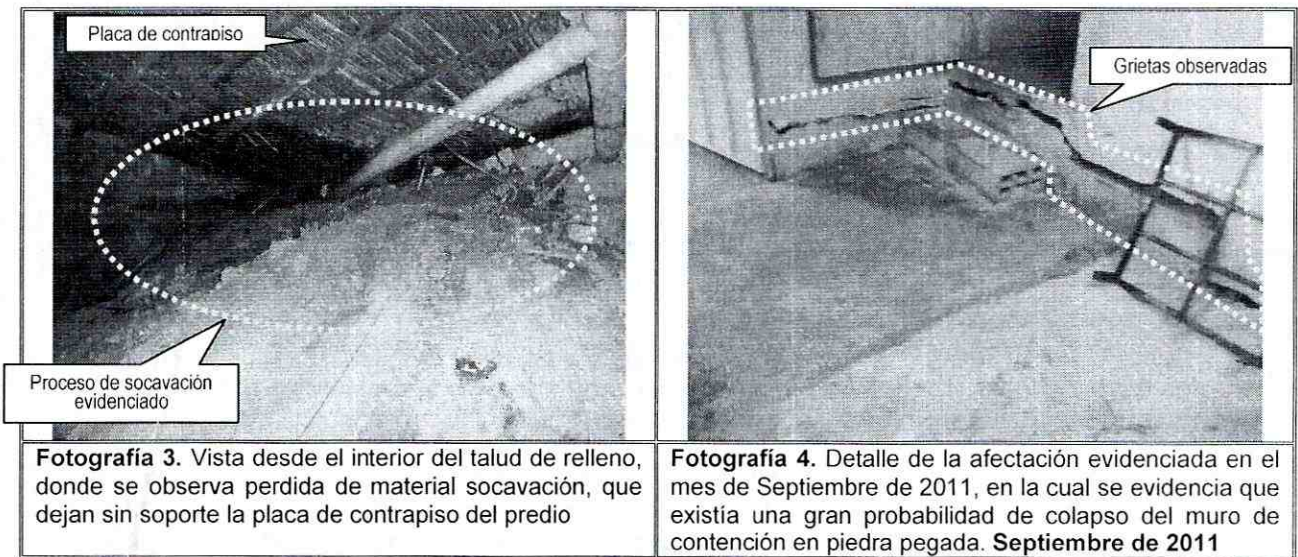 Placa de contrapiso
Grietas observadas
Proceso de socavación
evidenciado
Fotografía 3. Vista desde el interior del talud de relleno,
donde se observa perdida de material socavación, que
dejan sin soporte la placa de contrapiso del predio
Fotografía 4. Detalle de la afectación evidenciada en el
mes de Septiembre de 2011, en la cual se evidencia que
existía una gran probabilidad de colapso del muro de
contención en piedra pegada. Septiembre de 2011